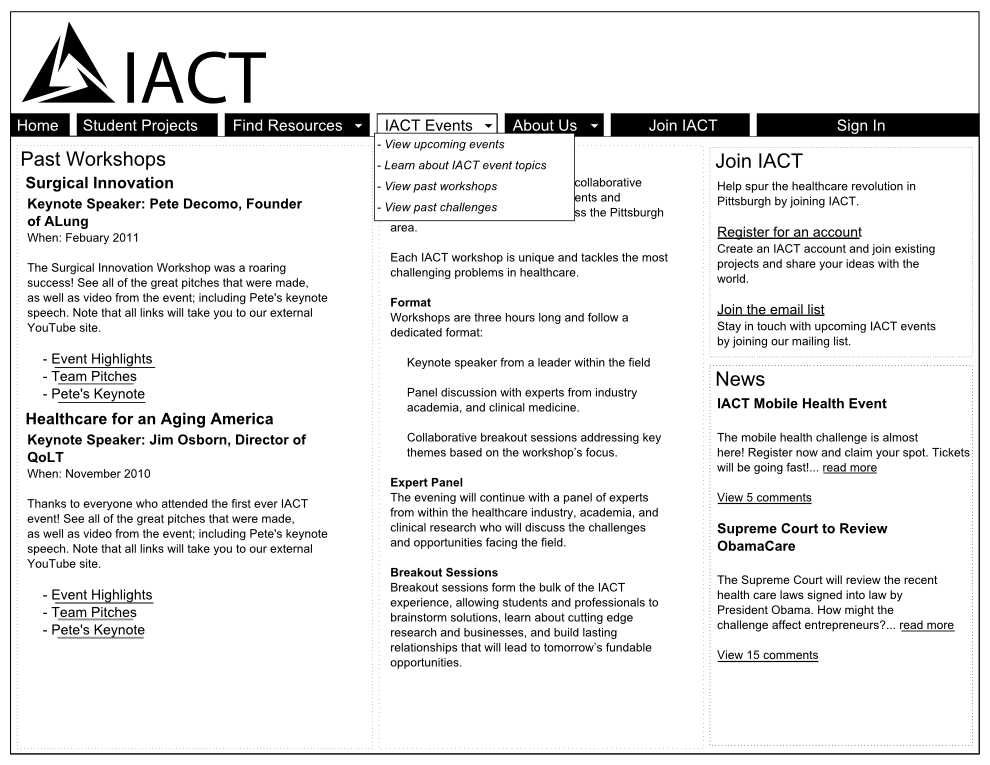 IACT
Home
Student Projects
Find Resources
IACT Events
About Us
Join IACT
Sign In
- View upcoming events
- Learn about IACT event topics
- View past workshops
- View past challenges
Past Workshops
Surgical Innovation
Keynote Speaker: Pete Decomo, Founder
of ALung
When: Febuary 2011
The Surgical Innovation Workshop was a roaring
success! See all of the great pitches that were made,
as well as video from the event; including Pete's keynote
speech. Note that all links will take you to our external
YouTube site.
- Event Highlights
- Team Pitches
- Pete's Keynote
Healthcare for an Aging America
Keynote Speaker: Jim Osborn, Director of
QoLT
When: November 2010
Thanks to everyone who attended the first ever IACT
event! See all of the great pitches that were made,
as well as video from the event; including Pete's keynote
speech. Note that all links will take you to our external
YouTube site.
- Event Highlights
- Team Pitches
- Pete's Keynote
collaborative
ents and
ss the Pittsburgh
area.
Each IACT workshop is unique and tackles the most
challenging problems in healthcare.
Format
Workshops are three hours long and follow a
dedicated format:
Keynote speaker from a leader within the field
Panel discussion with experts from industry
academia, and clinical medicine.
Collaborative breakout sessions addressing key
themes based on the workshop's focus.
Expert Panel
The evening will continue with a panel of experts
from within the healthcare industry, academia, and
clinical research who will discuss the challenges
and opportunities facing the field.
Breakout Sessions
Breakout sessions form the bulk of the IACT
experience, allowing students and professionals to
brainstorm solutions, learn about cutting edge
research and businesses, and build lasting
relationships that will lead to tomorrow's fundable
opportunities.
Join IACT
Help spur the healthcare revolution in
Pittsburgh by joining IACT.
Register for an account
Create an IACT account and join existing
projects and share your ideas with the
world.
Join the email list
Stay in touch with upcoming IACT events
by joining our mailing list.
News
IACT Mobile Health Event
The mobile health challenge is almost
here! Register now and claim your spot. Tickets
will be going fast!... read more
View 5 comments
Supreme Court to Review
ObamaCare
The Supreme Court will review the recent
health care laws signed into law by
President Obama. How might the
challenge affect entrepreneurs?... read more
View 15 comments